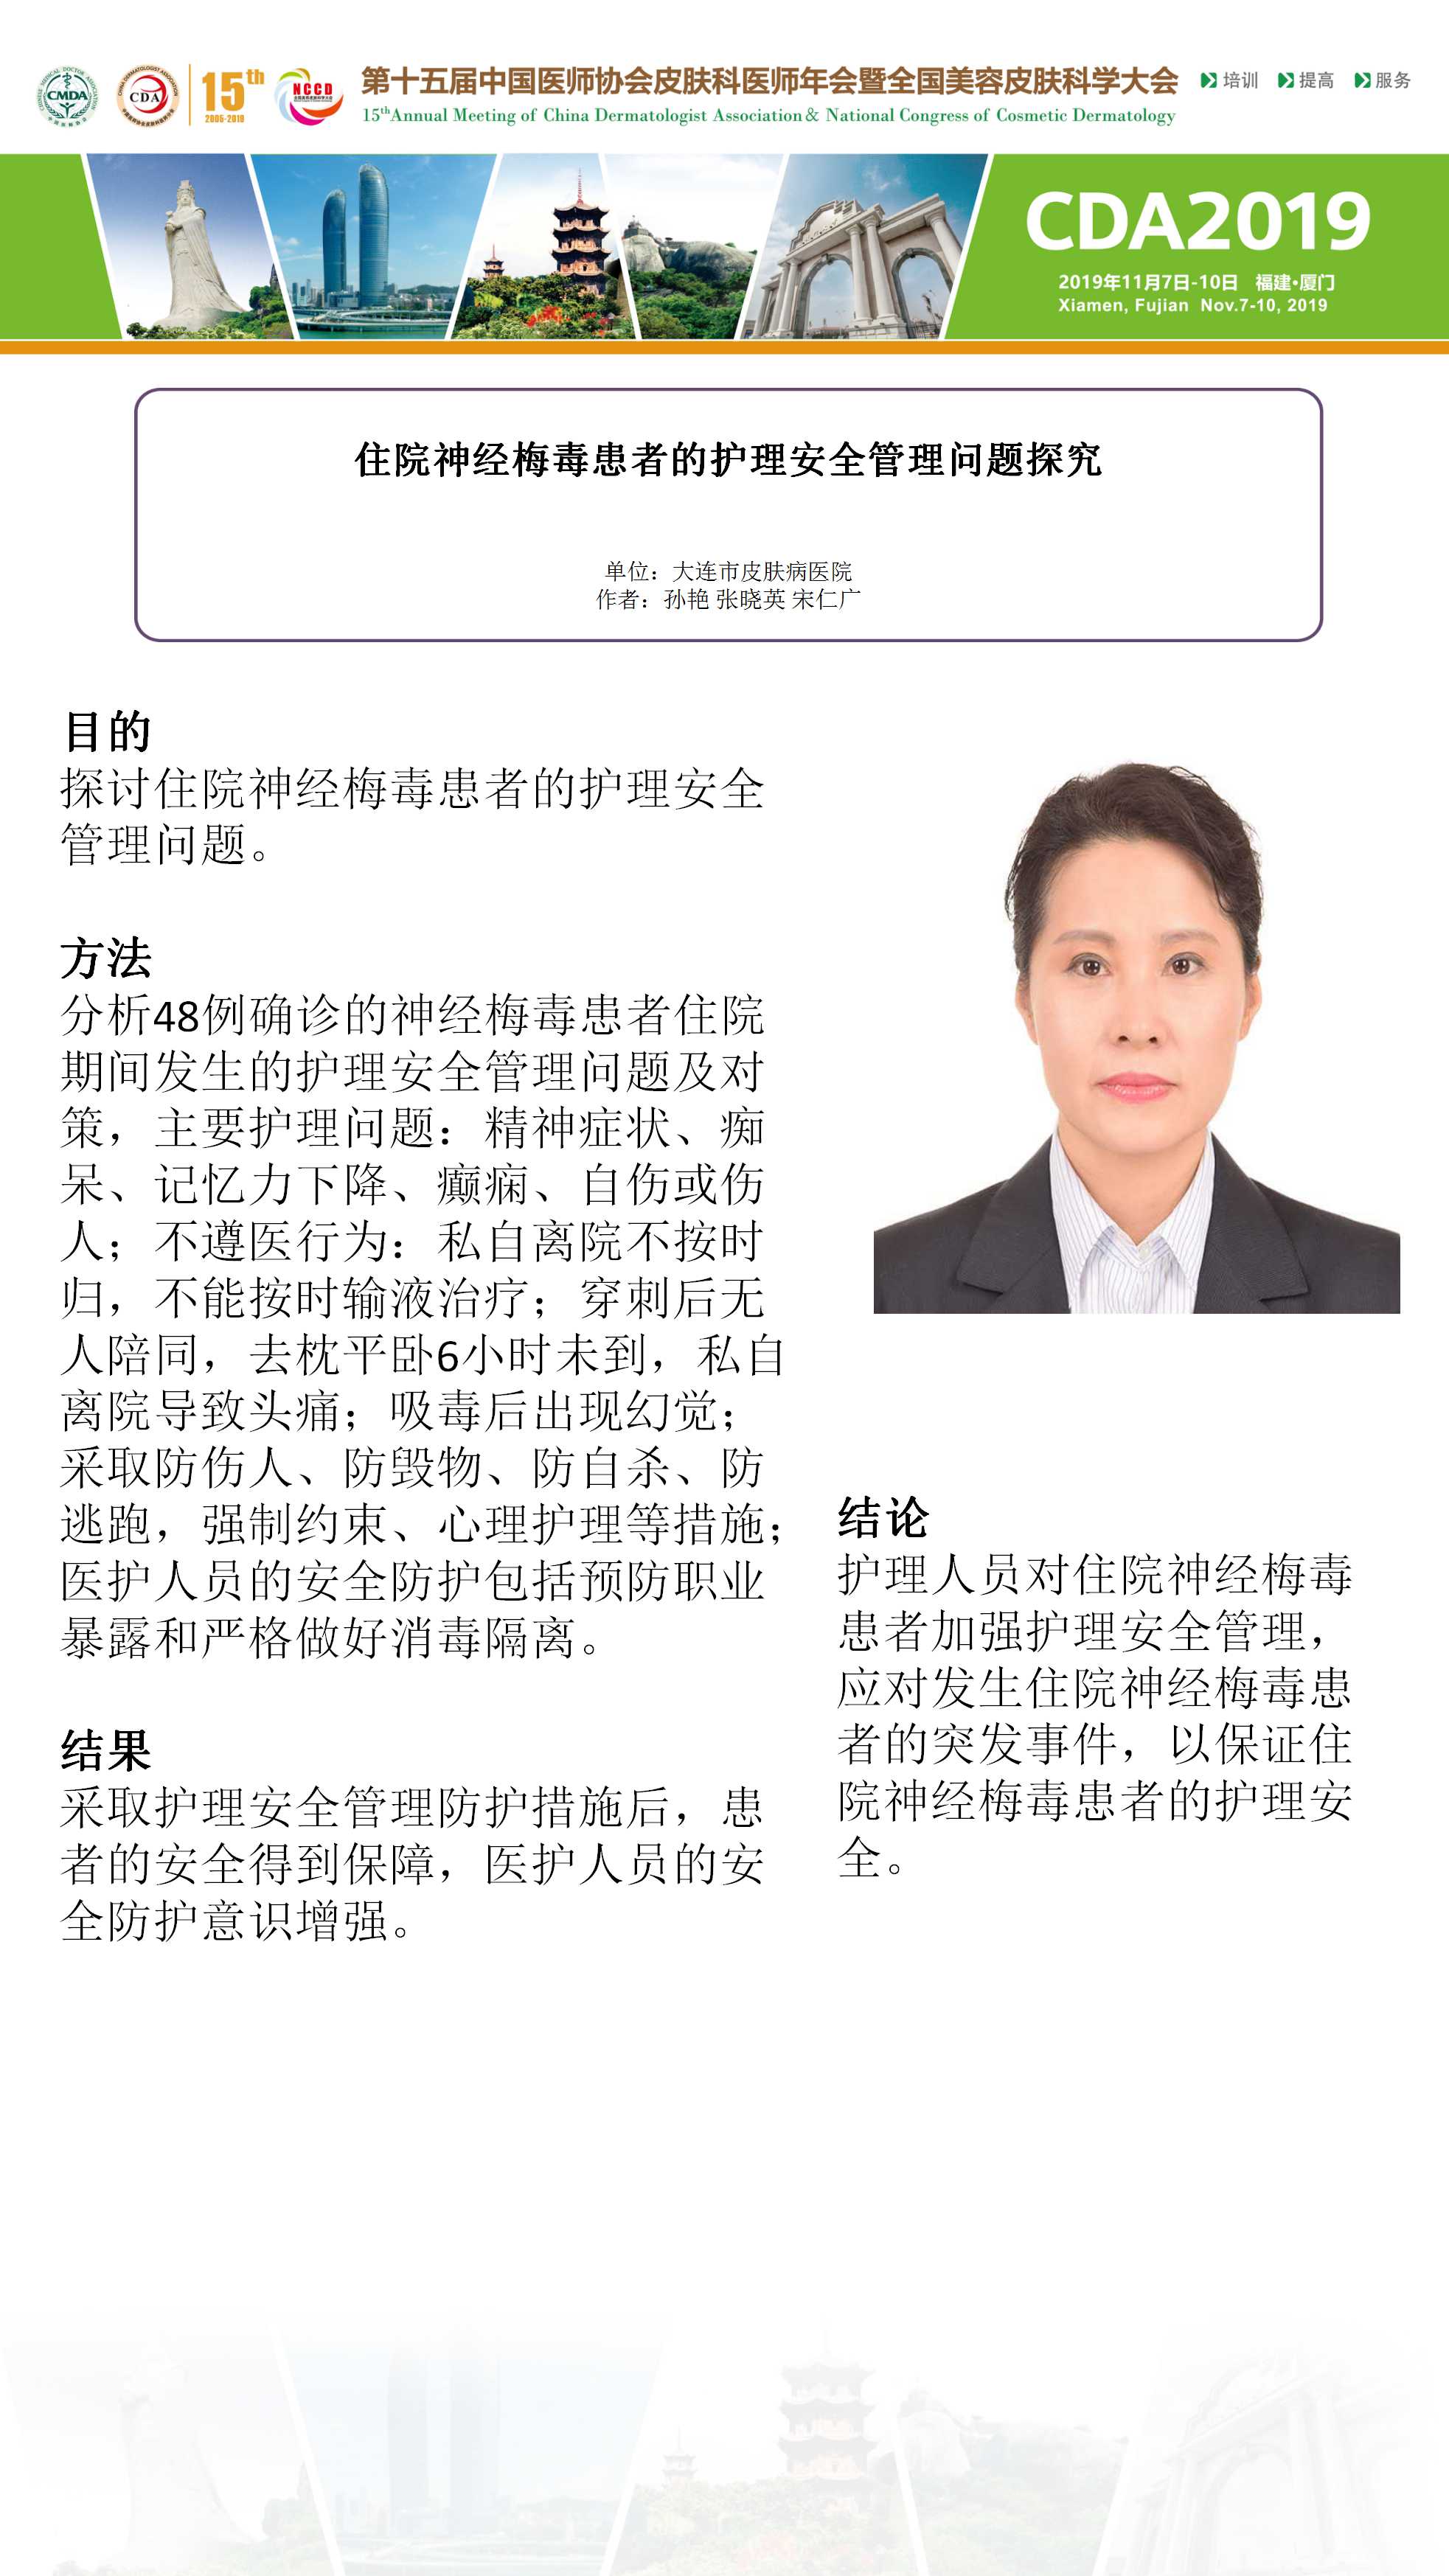 CMDA
CDA
15th
2005-2019
NCCD
第十五届中国医师协会皮肤科医师年会暨全国美容皮肤科学大会
15thAnnual Meeting of China Dermatologist Association & National Congress of Cosmetic Dermatology
培训 提高 服务
CDA2019
2019年11月7日-10日 福建•厦门
Xiamen, Fujian Nov.7-10, 2019
住院神经梅毒患者的护理安全管理问题探究
单位：大连市皮肤病医院
作者：孙艳 张晓英 宋仁广
目的
探讨住院神经梅毒患者的护理安全
管理问题。
方法
分析48例确诊的神经梅毒患者住院
期间发生的护理安全管理问题及对
策，主要护理问题：精神症状、痴
呆、记忆力下降、癫痫、自伤或伤
人；不遵医行为：私自离院不按时
归，不能按时输液治疗；穿刺后无
人陪同，去枕平卧6小时未到，私自
离院导致头痛；吸毒后出现幻觉；
采取防伤人、防毁物、防自杀、防
逃跑，强制约束、心理护理等措施；
医护人员的安全防护包括预防职业
暴露和严格做好消毒隔离。
结果
采取护理安全管理防护措施后，患
者的安全得到保障，医护人员的安
全防护意识增强。
结论
护理人员对住院神经梅毒
患者加强护理安全管理，
应对发生住院神经梅毒患
者的突发事件，以保证住
院神经梅毒患者的护理安
全。